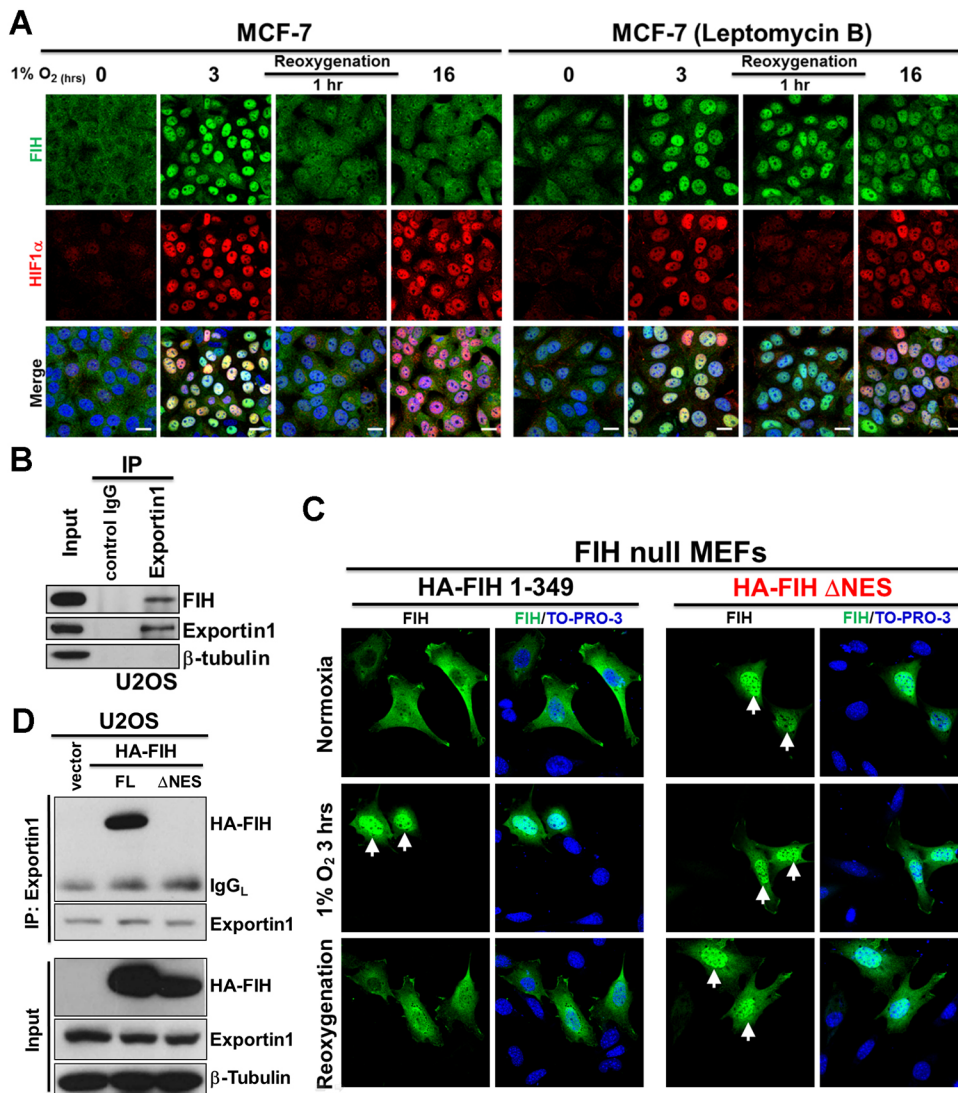 A
MCF-7
MCF-7 (Leptomycin B)
1% O2 (hrs) 0 3 Reoxygenation 1 hr 16 0 3 Reoxygenation 1 hr 16
FIH
HIF1α
Merge
B
IP
Input control IgG Exportin1
FIH
Exportin1
β-tubulin
U2OS
C
FIH null MEFs
HA-FIH 1-349 HA-FIH ΔNES
FIH FIH/TO-PRO-3 FIH FIH/TO-PRO-3
Normoxia
1% O2 3 hrs
Reoxygenation
D
U2OS
HA-FIH
vector FL ΔNES
IP: Exportin1
HA-FIH
IgGL
Exportin1
Input
HA-FIH
Exportin1
β-Tubulin